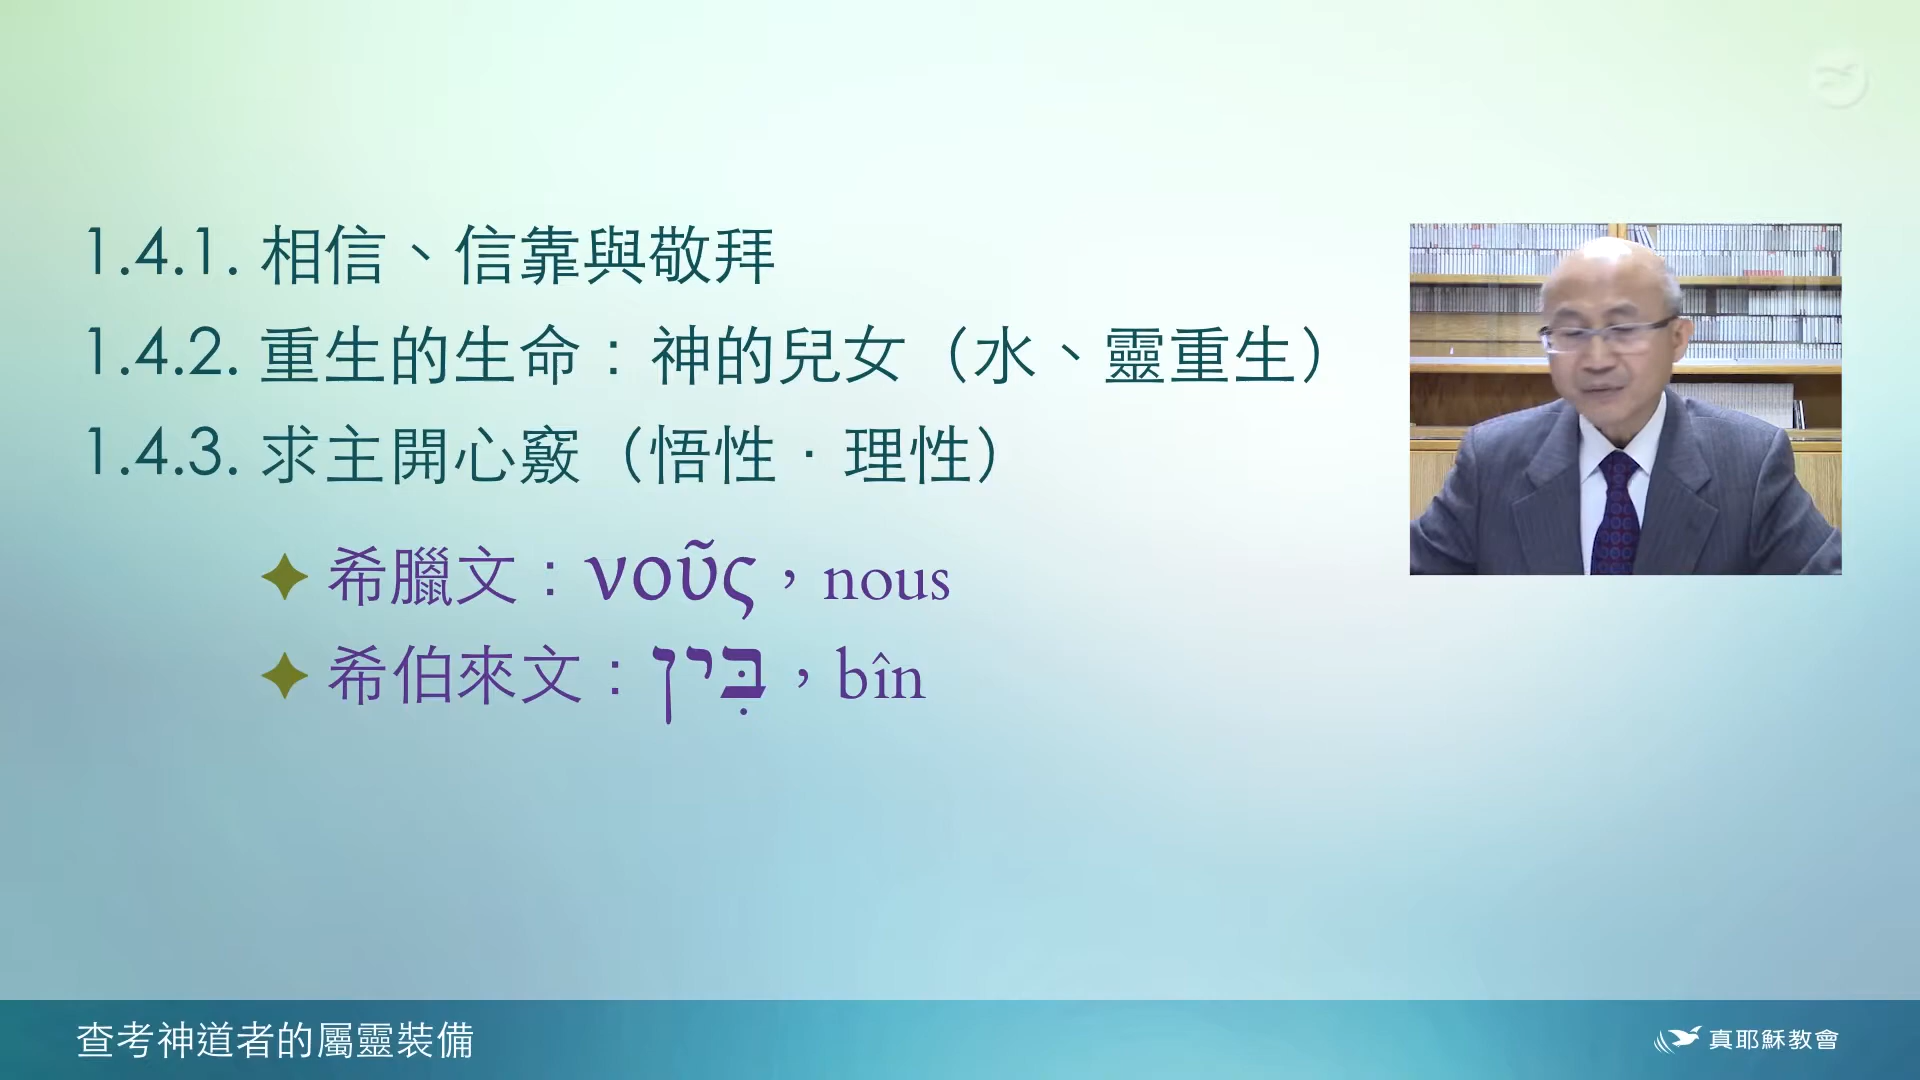 1.4.1. 相信、信靠與敬拜
1.4.2. 重生的生命：神的兒女（水、靈重生）
1.4.3. 求主開心竅（悟性．理性）
希臘文：νοῦς，nous
希伯來文：בִּין，bîn
查考神道者的屬靈裝備
真耶穌教會